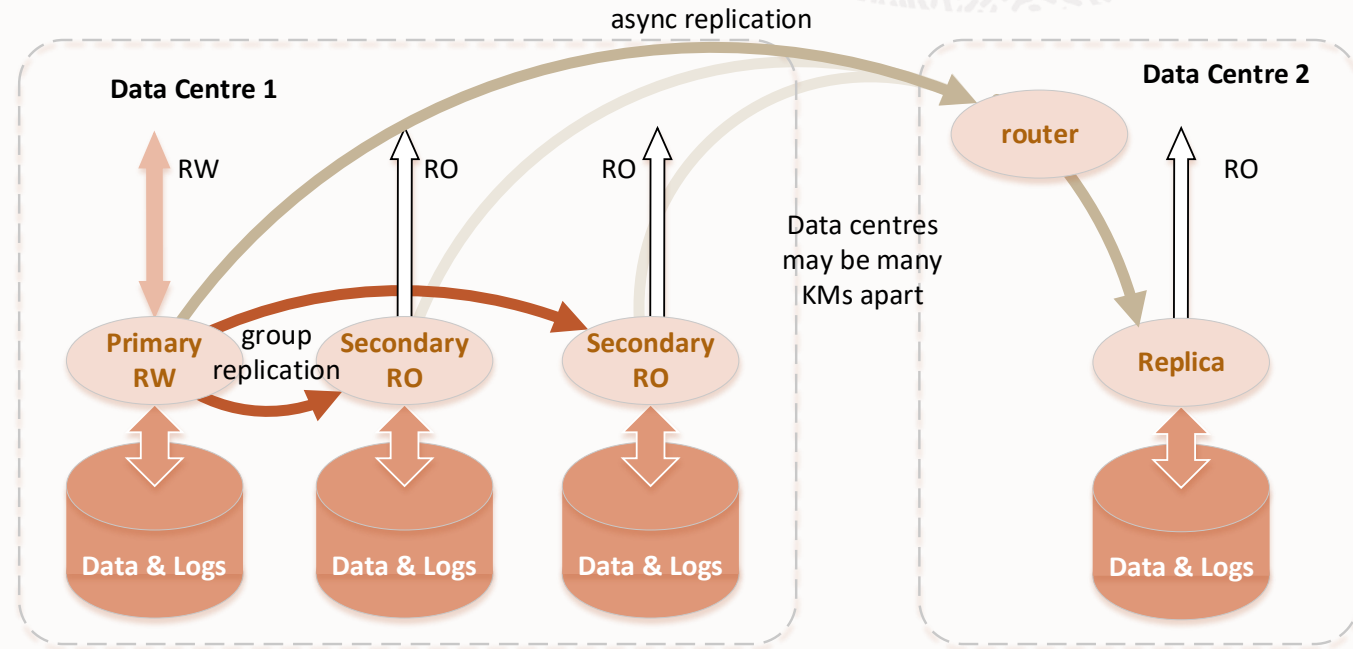 async replication
Data Centre 1
Data Centre 2
router
RW
RO
RO
RO
Data centres
may be many
KMs apart
Primary
RW
group
replication
Secondary
RO
Secondary
RO
Replica
Data & Logs
Data & Logs
Data & Logs
Data & Logs